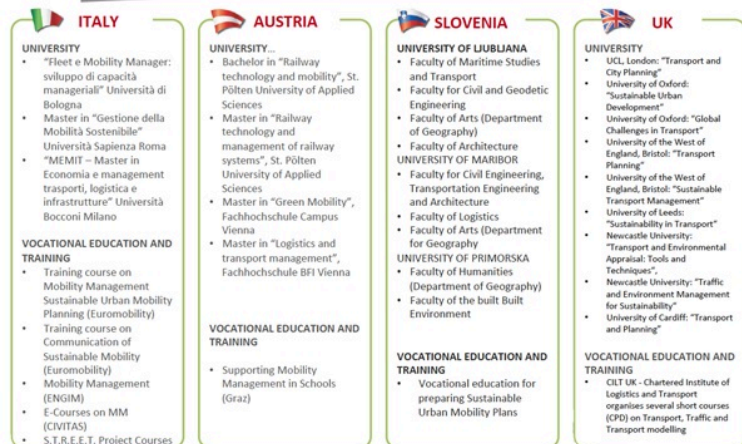 ITALY
UNIVERSITY
• "Fleet e Mobility Manager:
sviluppo di capacità
manageriali" Università di
Bologna
• Master in "Gestione della
Mobilità Sostenibile"
Università Sapienza Roma
• "MEMIT – Master in
Economia e management
trasporti, logistica e
infrastrutture" Università
Bocconi Milano
VOCATIONAL EDUCATION AND
TRAINING
• Training course on
Mobility Management
Sustainable Urban Mobility
Planning (Euromobility)
• Training course on
Communication of
Sustainable Mobility
(Euromobility)
• Mobility Management
(ENGIM)
• E-Courses on MM
(CIVITAS)
• S.T.R.E.E.T. Project Courses
AUSTRIA
UNIVERSITY...
• Bachelor in "Railway
technology and mobility", St.
Pölten University of Applied
Sciences
• Master in "Railway
technology and
management of railway
systems", St. Pölten
University of Applied
Sciences
• Master in "Green Mobility",
Fachhochschule Campus
Vienna
• Master in "Logistics and
transport management",
Fachhochschule BFI Vienna
VOCATIONAL EDUCATION AND
TRAINING
• Supporting Mobility
Management in Schools
(Graz)
SLOVENIA
UNIVERSITY OF LJUBLJANA
• Faculty of Maritime Studies
and Transport
• Faculty for Civil and Geodetic
Engineering
• Faculty of Arts (Department
of Geography)
• Faculty of Architecture
UNIVERSITY OF MARIBOR
• Faculty for Civil Engineering,
Transportation Engineering
and Architecture
• Faculty of Logistics
• Faculty of Arts (Department
for Geography
UNIVERSITY OF PRIMORSKA
• Faculty of Humanities
(Department of Geography)
• Faculty of the built Built
Environment
VOCATIONAL EDUCATION AND
TRAINING
• Vocational education for
preparing Sustainable
Urban Mobility Plans
UK
UNIVERSITY
• UCL, London: "Transport and
City Planning"
• University of Oxford:
"Sustainable Urban
Development"
• University of Oxford: "Global
Challenges in Transport"
• University of the West of
England, Bristol: "Transport
Planning"
• University of the West of
England, Bristol: "Sustainable
Transport Management"
• University of Leeds:
"Sustainability in Transport"
• Newcastle University:
"Transport and Environmental
Appraisal: Tools and
Techniques",
• Newcastle University: "Traffic
and Environment Management
for Sustainability"
• University of Cardiff: "Transport
and Planning"
VOCATIONAL EDUCATION AND
TRAINING
• CILT UK - Chartered Institute of
Logistics and Transport
organises several short courses
(CPD) on Transport, Traffic and
Transport modelling